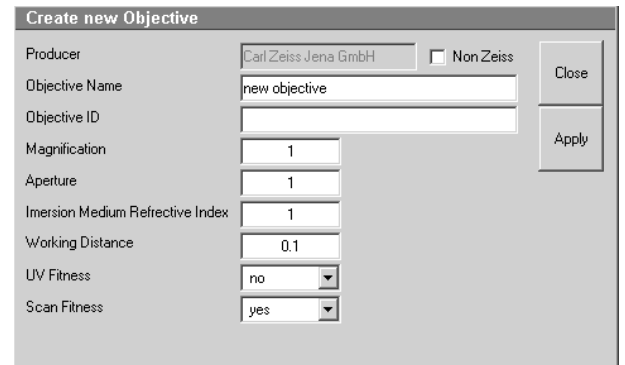 Create new Objective
Producer Carl Zeiss Jena GmbH Non Zeiss
Close
Objective Name new objective
Objective ID
Apply
Magnification 1
Aperture 1
Imersion Medium Refrective Index 1
Working Distance 0.1
UV Fitness no
Scan Fitness yes